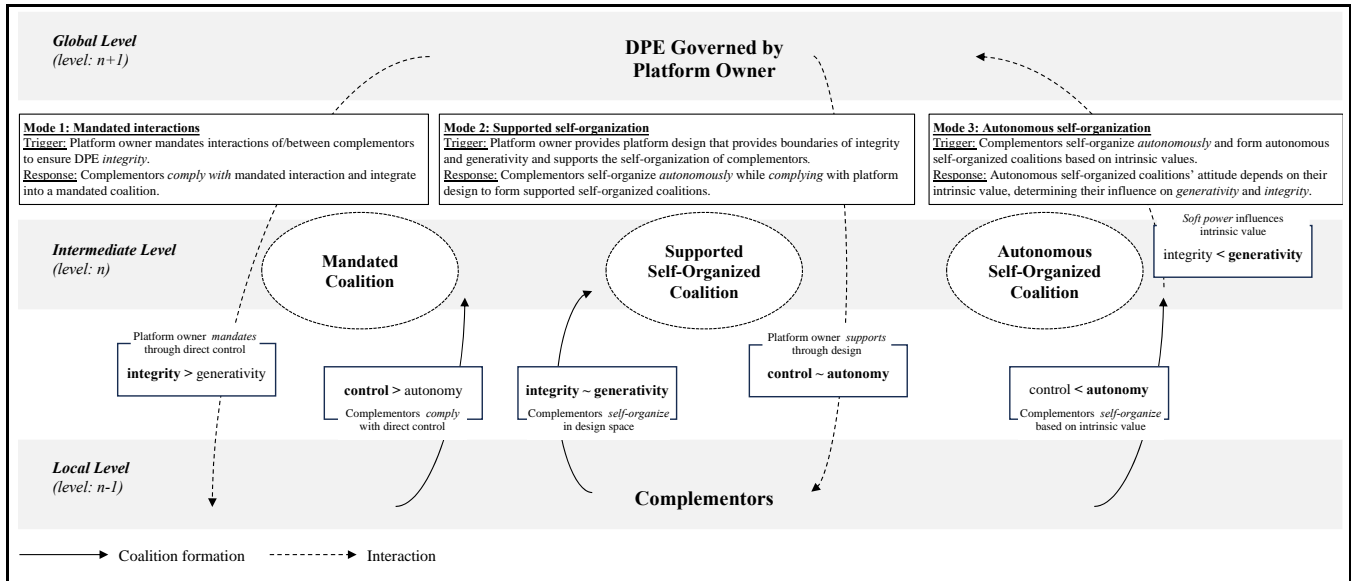 Global Level
(level: n+1)
DPE Governed by
Platform Owner
Mode 1: Mandated interactions
Trigger: Platform owner mandates interactions of/between complementors
to ensure DPE integrity.
Response: Complementors comply with mandated interaction and integrate
into a mandated coalition.
Mode 2: Supported self-organization
Trigger: Platform owner provides platform design that provides boundaries of integrity
and generativity and supports the self-organization of complementors.
Response: Complementors self-organize autonomously while complying with platform
design to form supported self-organized coalitions.
Mode 3: Autonomous self-organization
Trigger: Complementors self-organize autonomously and form autonomous
self-organized coalitions based on intrinsic values.
Response: Autonomous self-organized coalitions' attitude depends on their
intrinsic value, determining their influence on generativity and integrity.
Intermediate Level
(level: n)
Mandated
Coalition
Supported
Self-Organized
Coalition
Autonomous
Self-Organized
Coalition
Soft power influences
intrinsic value
integrity < generativity
Platform owner mandates
through direct control
integrity > generativity
control > autonomy
Complementors comply
with direct control
integrity ~ generativity
Complementors self-organize
in design space
Platform owner supports
through design
control ~ autonomy
control < autonomy
Complementors self-organize
based on intrinsic value
Local Level
(level: n-1)
Complementors
Coalition formation
Interaction